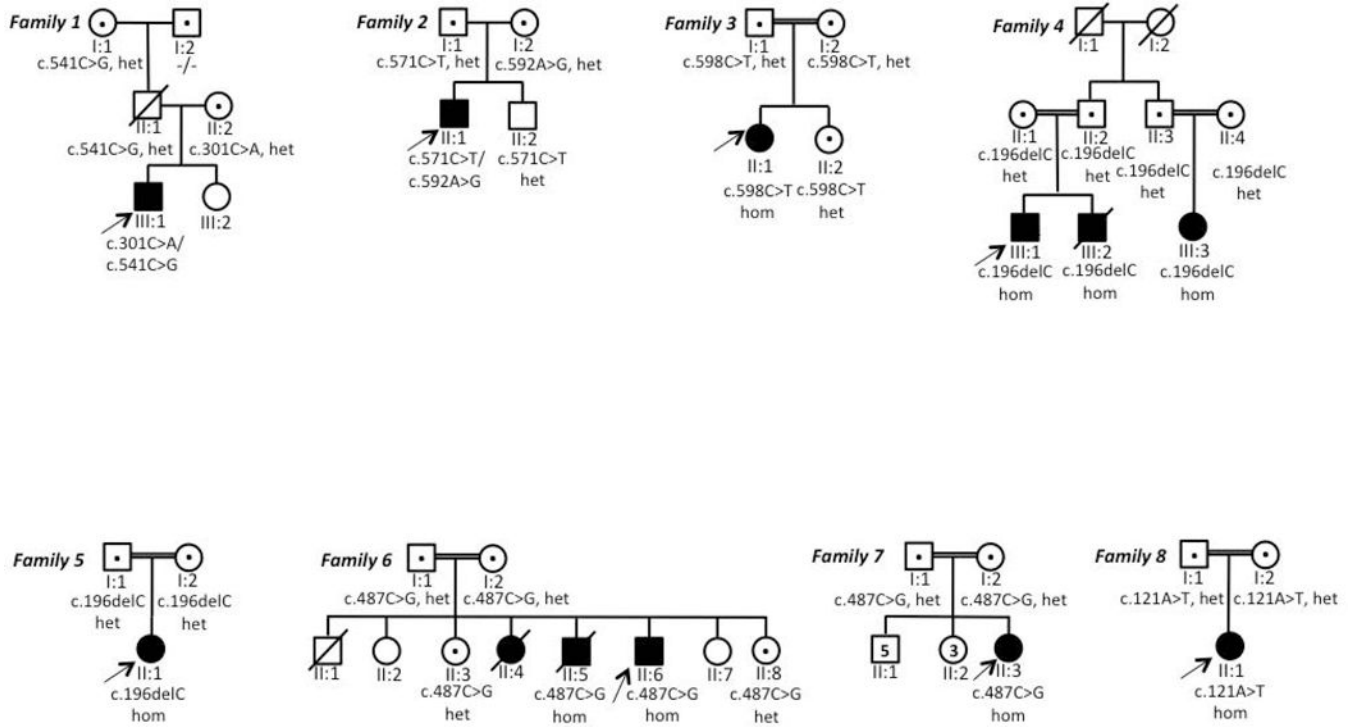 Family 1
I:1
I:2
c.541C>G, het
-/-
II:1
II:2
c.541C>G, het
c.301C>A, het
III:1
III:2
c.301C>A/
c.541C>G
Family 2
I:1
I:2
c.571C>T, het
c.592A>G, het
II:1
II:2
c.571C>T/
c.592A>G
c.571C>T
het
Family 3
I:1
I:2
c.598C>T, het
c.598C>T, het
II:1
II:2
c.598C>T
hom
c.598C>T
het
Family 4
I:1
I:2
II:1
II:2
II:3
II:4
c.196delC
het
c.196delC
het
c.196delC
het
c.196delC
het
III:1
III:2
III:3
c.196delC
hom
c.196delC
hom
c.196delC
hom
Family 5
I:1
I:2
c.196delC
het
c.196delC
het
II:1
c.196delC
hom
Family 6
I:1
I:2
c.487C>G, het
c.487C>G, het
II:1
II:2
II:3
II:4
II:5
II:6
II:7
II:8
c.487C>G
het
c.487C>G
hom
c.487C>G
hom
c.487C>G
het
Family 7
I:1
I:2
c.487C>G, het
c.487C>G, het
5
3
II:1
II:2
II:3
c.487C>G
hom
Family 8
I:1
I:2
c.121A>T, het
c.121A>T, het
II:1
c.121A>T
hom